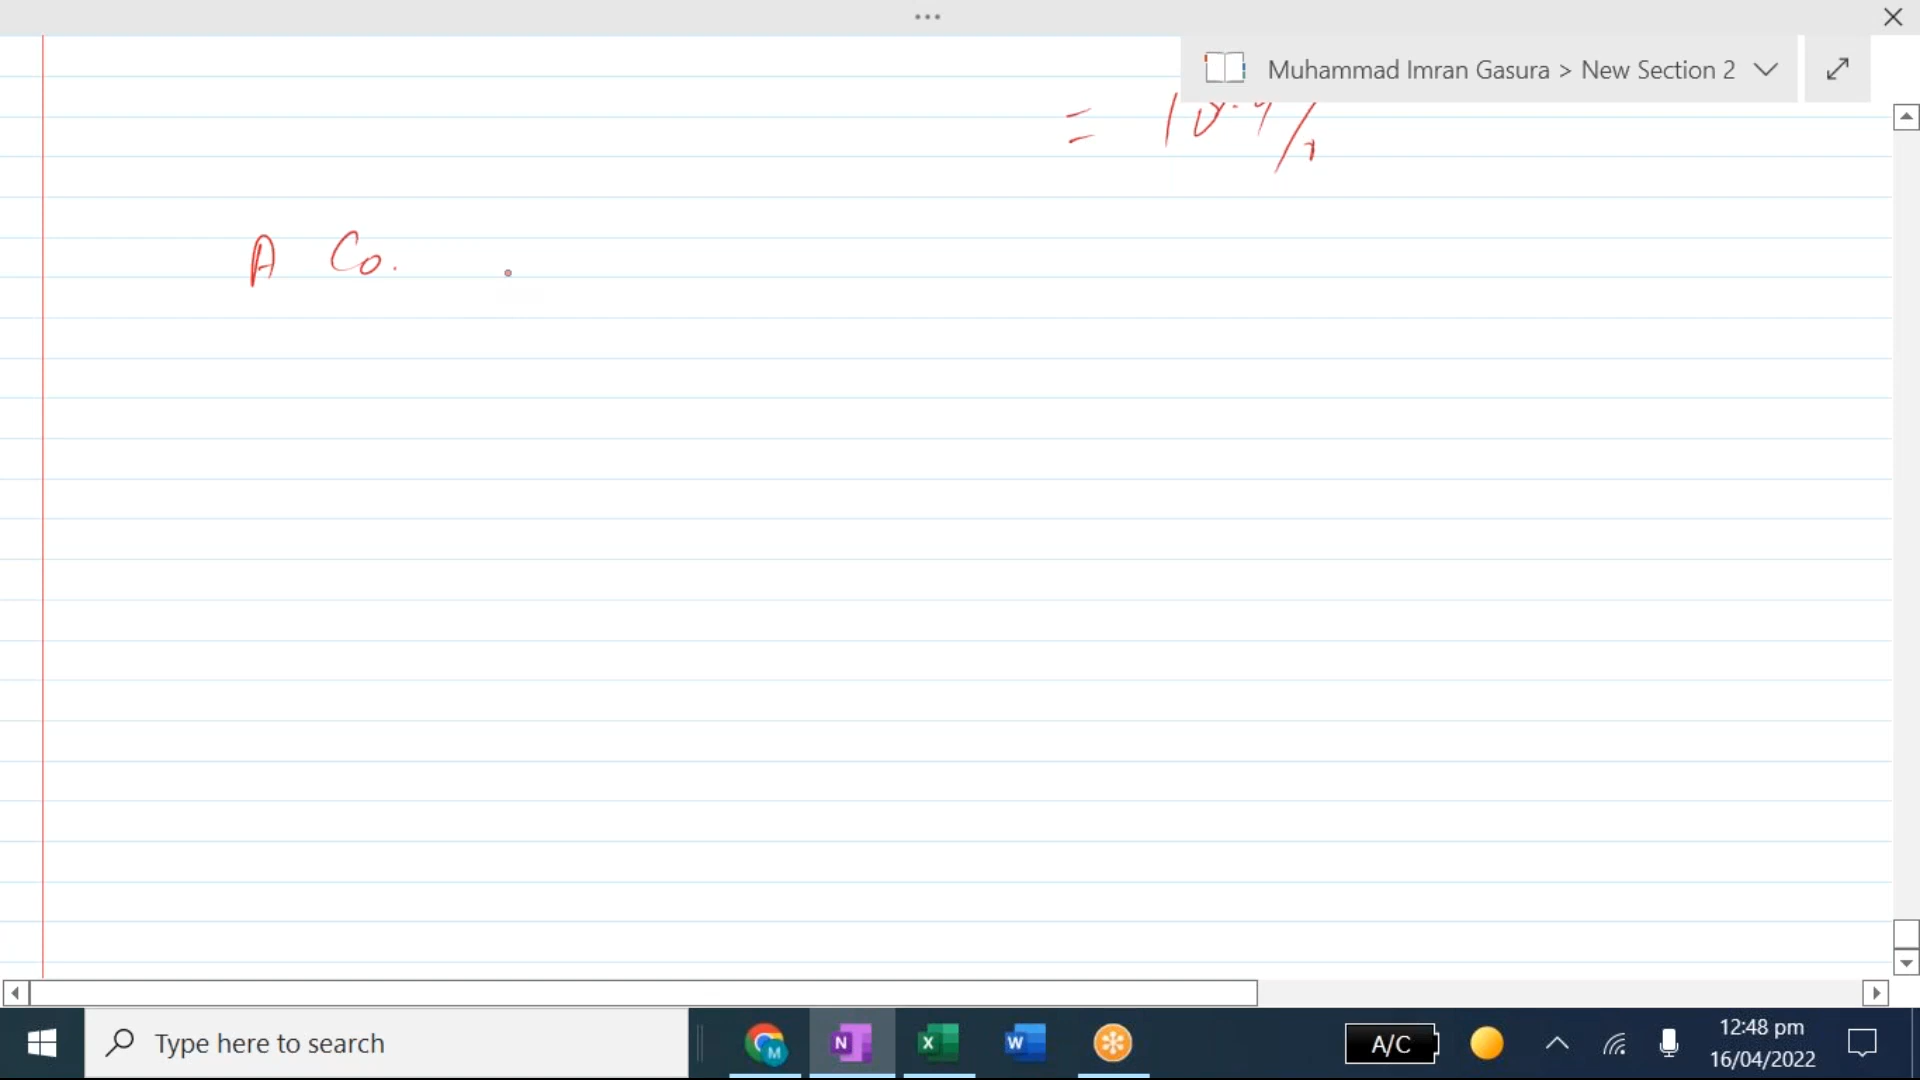 Muhammad Imran Gasura > New Section 2
=
A Co.
Type here to search
A/C
12:48 pm
16/04/2022